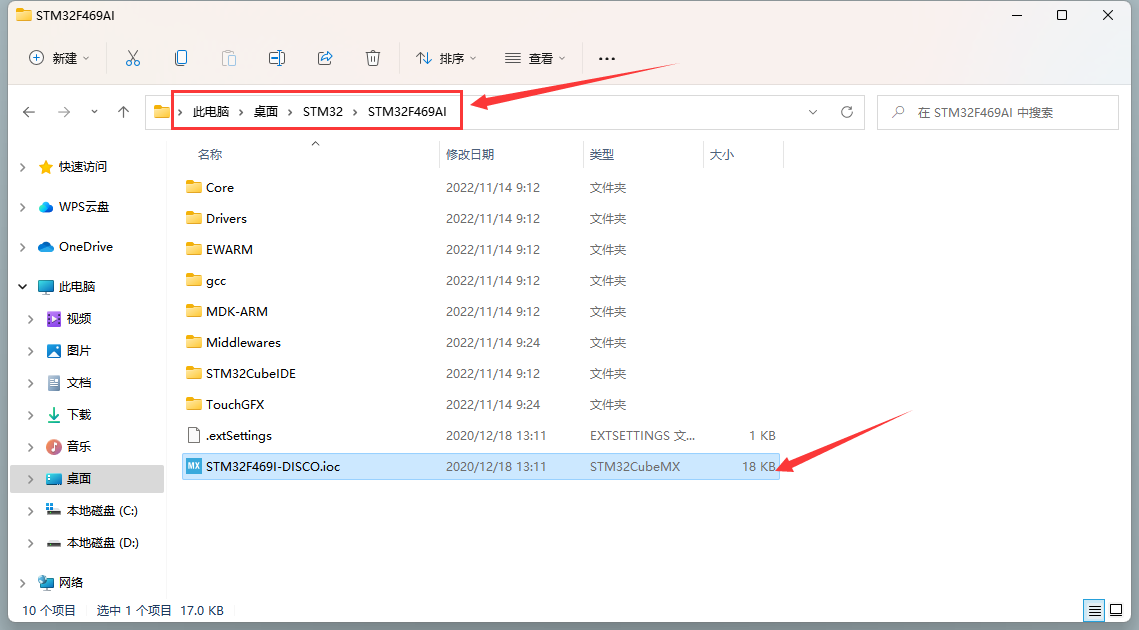 STM32F469AI
新建 排序 查看 ...
此电脑 > 桌面 > STM32 > STM32F469AI
在 STM32F469AI 中搜索
快速访问
WPS云盘
OneDrive
此电脑
视频
图片
文档
下载
音乐
桌面
本地磁盘 (C:)
本地磁盘 (D:)
网络
名称 修改日期 类型 大小
Core 2022/11/14 9:12 文件夹
Drivers 2022/11/14 9:12 文件夹
EWARM 2022/11/14 9:12 文件夹
gcc 2022/11/14 9:12 文件夹
MDK-ARM 2022/11/14 9:12 文件夹
Middlewares 2022/11/14 9:24 文件夹
STM32CubeIDE 2022/11/14 9:12 文件夹
TouchGFX 2022/11/14 9:24 文件夹
.extSettings 2020/12/18 13:11 EXTSETTINGS 文... 1 KB
MX STM32F469I-DISCO.ioc 2020/12/18 13:11 STM32CubeMX 18 KB
10 个项目 选中 1 个项目 17.0 KB